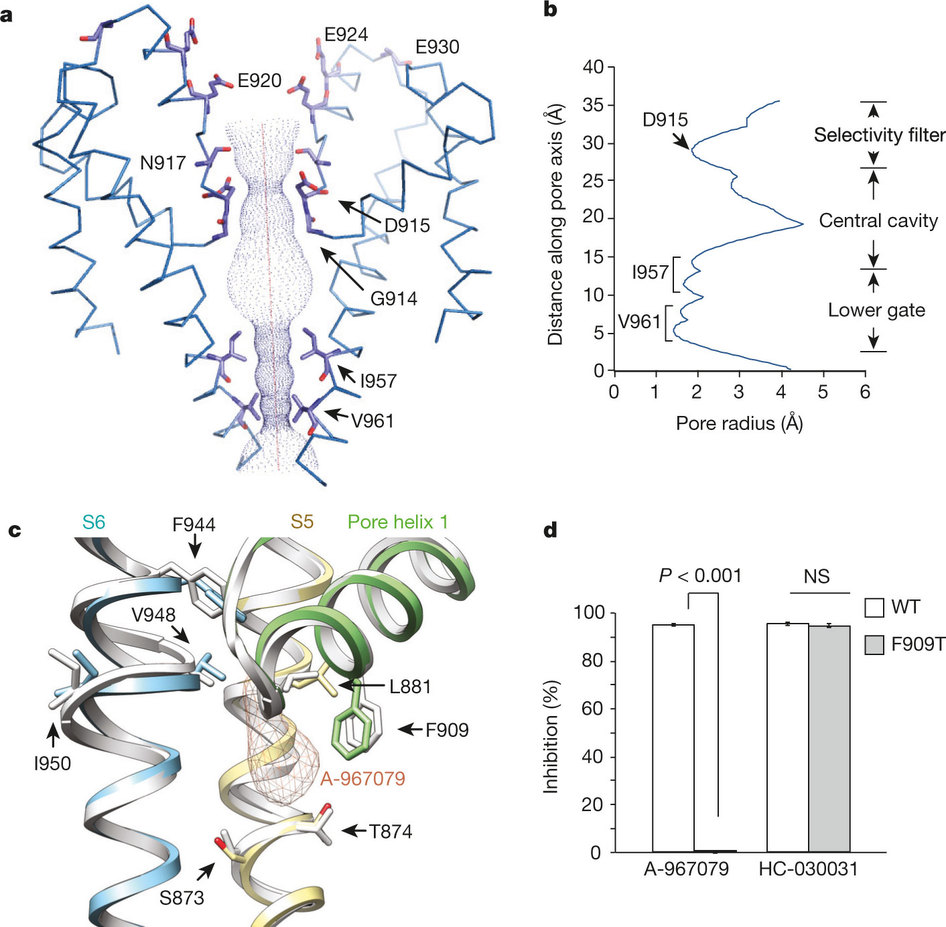 a
E924
E930
E920
N917
D915
G914
I957
V961
b
40
35
30
25
20
15
10
5
0
Distance along pore axis (Å)
D915
I957
V961
Selectivity filter
Central cavity
Lower gate
0 1 2 3 4 5 6
Pore radius (Å)
c
S6
F944
S5
Pore helix 1
V948
L881
F909
I950
A-967079
T874
S873
d
P < 0.001
NS
WT
F909T
100
80
60
40
20
0
Inhibition (%)
A-967079 HC-030031